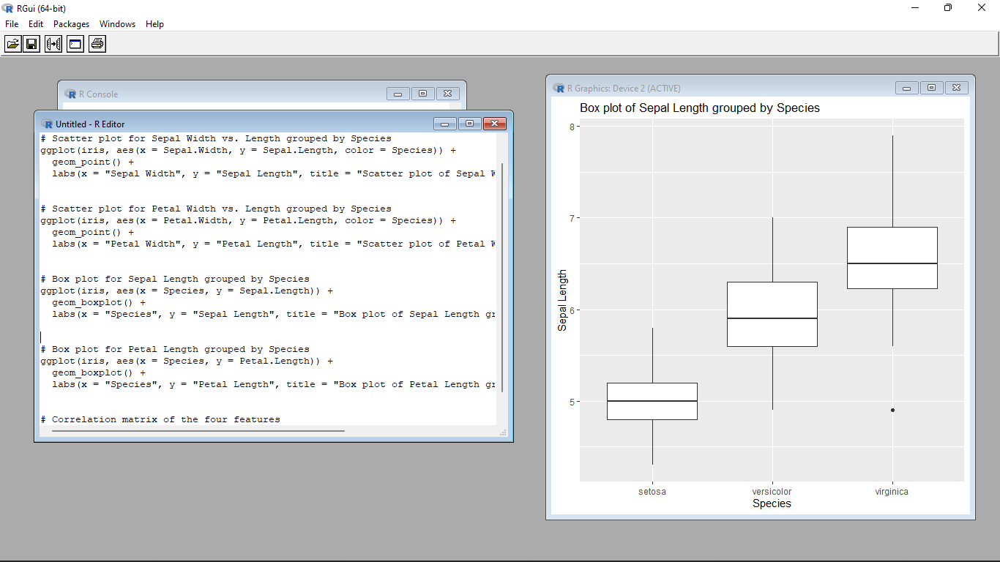 RGui (64-bit)
File Edit Packages Windows Help
R Console
Untitled - R Editor
# Scatter plot for Sepal Width vs. Length grouped by Species
ggplot(iris, aes(x = Sepal.Width, y = Sepal.Length, color = Species)) +
  geom_point() +
  labs(x = "Sepal Width", y = "Sepal Length", title = "Scatter plot of Sepal
# Scatter plot for Petal Width vs. Length grouped by Species
ggplot(iris, aes(x = Petal.Width, y = Petal.Length, color = Species)) +
  geom_point() +
  labs(x = "Petal Width", y = "Petal Length", title = "Scatter plot of Petal
# Box plot for Sepal Length grouped by Species
ggplot(iris, aes(x = Species, y = Sepal.Length)) +
  geom_boxplot() +
  labs(x = "Species", y = "Sepal Length", title = "Box plot of Sepal Length
# Box plot for Petal Length grouped by Species
ggplot(iris, aes(x = Species, y = Petal.Length)) +
  geom_boxplot() +
  labs(x = "Species", y = "Petal Length", title = "Box plot of Petal Length
# Correlation matrix of the four features
R Graphics: Device 2 (ACTIVE)
Box plot of Sepal Length grouped by Species
8
7
6
5
Sepal Length
setosa versicolor virginica
Species